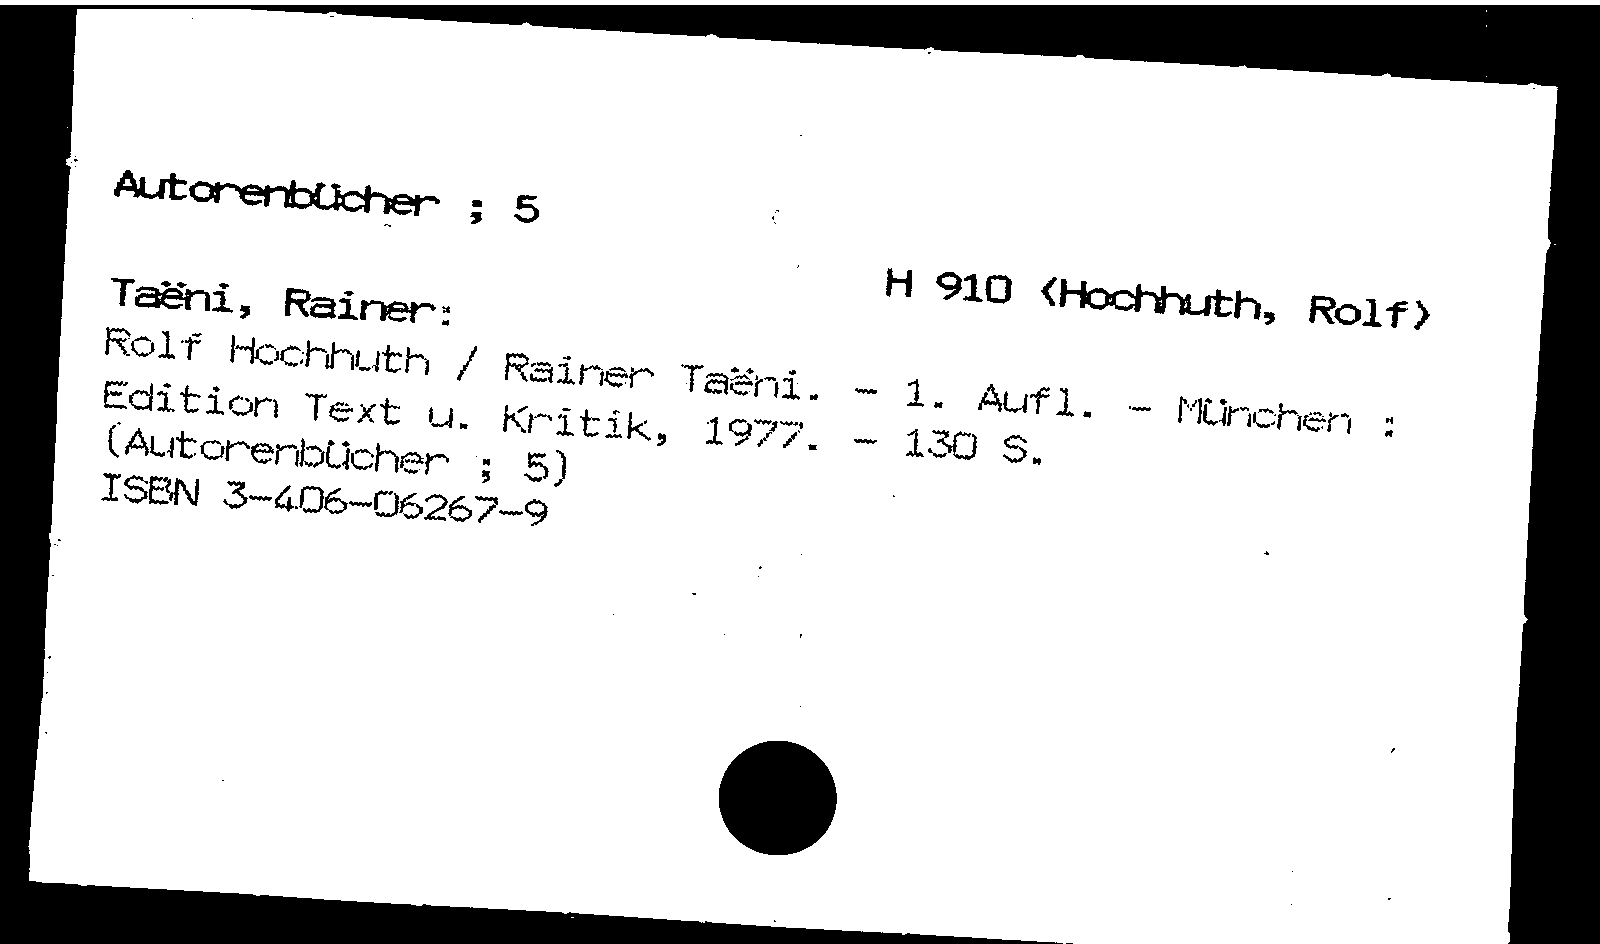 Autorenbücher ; 5
H 910 <Hochhuth, Rolf>
Taëni, Rainer:
Rolf Hochhuth / Rainer Taëni. - 1. Aufl. - München :
Edition Text u. Kritik, 1977. - 130 S.
(Autorenbücher ; 5)
ISBN 3-406-06267-9